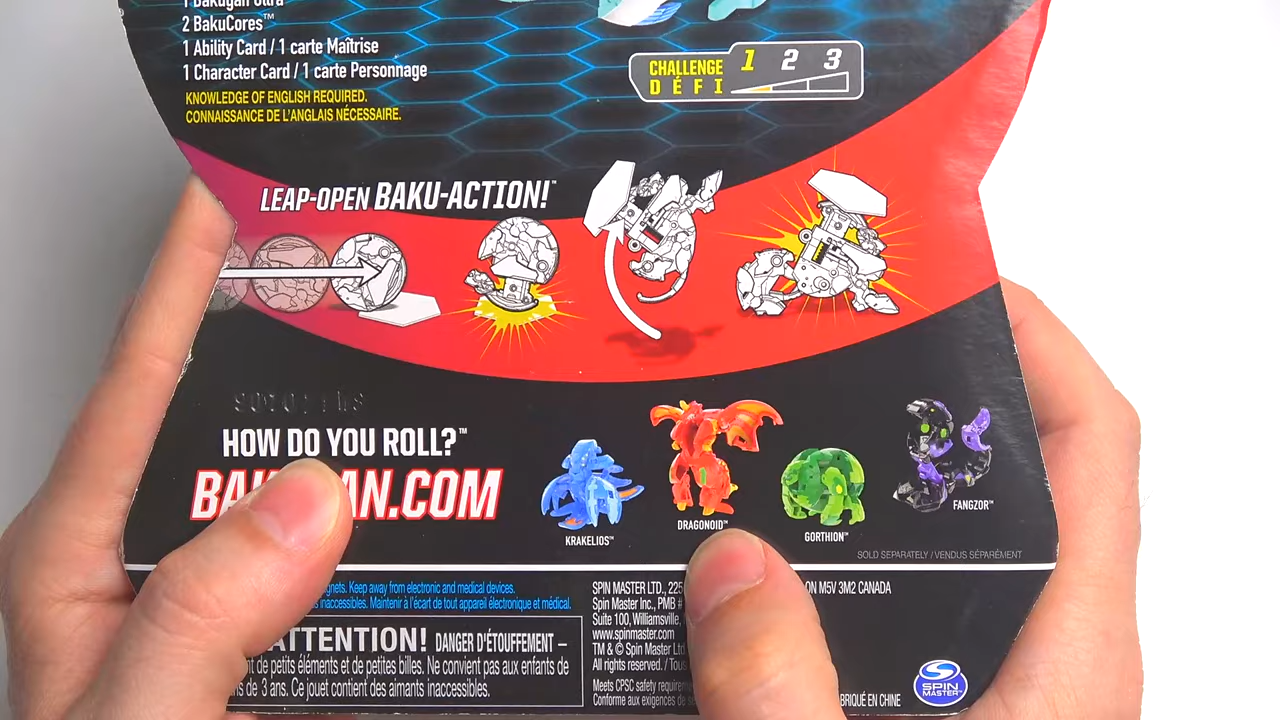 1 Bakugan Ultra
2 BakuCores™
1 Ability Card / 1 carte Maîtrise
1 Character Card / 1 carte Personnage
KNOWLEDGE OF ENGLISH REQUIRED.
CONNAISSANCE DE L'ANGLAIS NÉCESSAIRE.
CHALLENGE
DÉFI
1 2 3
LEAP-OPEN BAKU-ACTION!™
HOW DO YOU ROLL?™
BAK AN.COM
KRAKELIOS™
DRAGONOID™
GORTHION™
FANGZOR™
SOLD SEPARATELY / VENDUS SÉPARÉMENT
gnets. Keep away from electronic and medical devices.
inaccessibles. Maintenir à l'écart de tout appareil électronique et médical.
ATTENTION! DANGER D'ÉTOUFFEMENT –
nt de petits éléments et de petites billes. Ne convient pas aux enfants de
ns de 3 ans. Ce jouet contient des aimants inaccessibles.
SPIN MASTER LTD., 225 ON M5V 3M2 CANADA
Spin Master Inc., PMB #
Suite 100, Williamsville,
www.spinmaster.com
TM & © Spin Master Ltd
All rights reserved. / Tous
Meets CPSC safety requirem
Conforme aux exigences de sé
BRIQUÉ EN CHINE
SPIN MASTER™